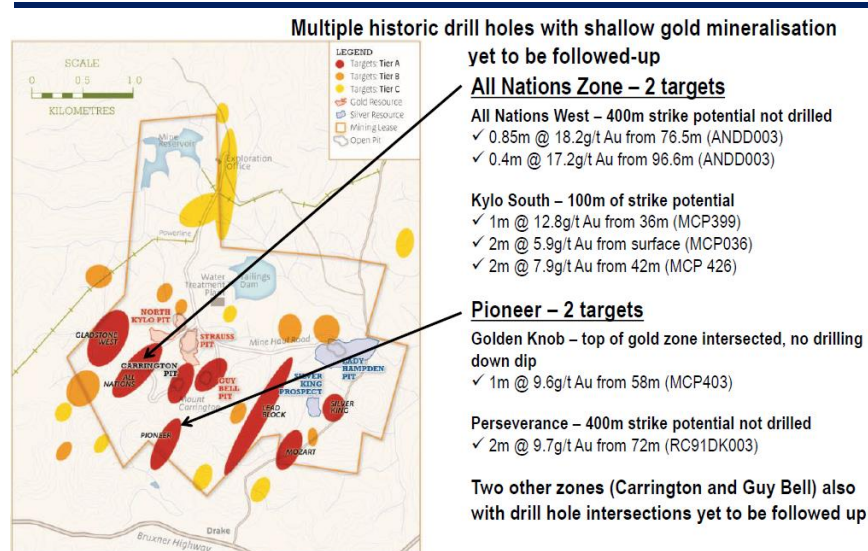 Multiple historic drill holes with shallow gold mineralisation
yet to be followed-up
SCALE
0 0.5 1.0
KILOMETRES
LEGEND
Targets: Tier A
Targets: Tier B
Targets: Tier C
Gold Resource
Silver Resource
Mining Lease
Open Pit
Mine
Reservoir
Exploration
Office
Powerline
Water
Treatment
Plant
Tailings
Dam
NORTH
KYLO PIT
STRAUSS
PIT
Mine Haul Road
GLADSTONE
WEST
CARRINGTON
PIT
ALL
NATIONS
GUY
BELL PIT
Mount
Carrington
LADY
HAMPDEN
PIT
SILVER
KING
PROSPECT
LEAD
BLOCK
SILVER
KING
PIONEER
MOZART
Drake
Bruxner Highway
All Nations Zone – 2 targets
All Nations West – 400m strike potential not drilled
✓ 0.85m @ 18.2g/t Au from 76.5m (ANDD003)
✓ 0.4m @ 17.2g/t Au from 96.6m (ANDD003)
Kylo South – 100m of strike potential
✓ 1m @ 12.8g/t Au from 36m (MCP399)
✓ 2m @ 5.9g/t Au from surface (MCP036)
✓ 2m @ 7.9g/t Au from 42m (MCP 426)
Pioneer – 2 targets
Golden Knob – top of gold zone intersected, no drilling
down dip
✓ 1m @ 9.6g/t Au from 58m (MCP403)
Perseverance – 400m strike potential not drilled
✓ 2m @ 9.7g/t Au from 72m (RC91DK003)
Two other zones (Carrington and Guy Bell) also
with drill hole intersections yet to be followed up